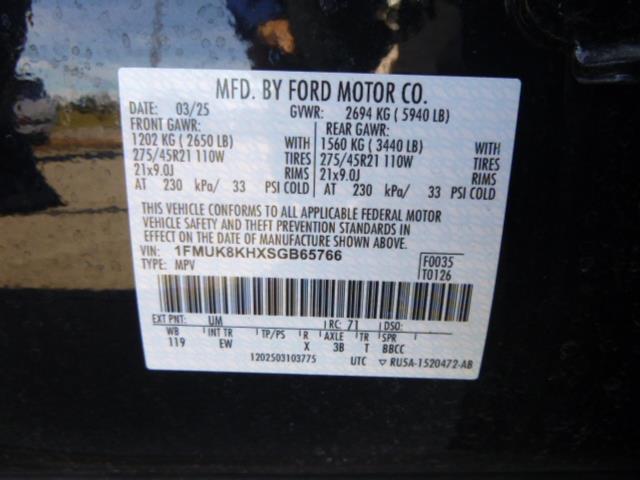 MFD. BY FORD MOTOR CO.
DATE: 03/25 GVWR: 2694 KG ( 5940 LB)
FRONT GAWR: REAR GAWR:
1202 KG ( 2650 LB) WITH 1560 KG ( 3440 LB) WITH
275/45R21 110W TIRES 275/45R21 110W TIRES
21x9.0J RIMS 21x9.0J RIMS
AT 230 kPa/ 33 PSI COLD AT 230 kPa/ 33 PSI COLD
THIS VEHICLE CONFORMS TO ALL APPLICABLE FEDERAL MOTOR
VEHICLE SAFETY AND THEFT PREVENTION STANDARDS IN
EFFECT ON THE DATE OF MANUFACTURE SHOWN ABOVE.
VIN: 1FMUK8KHXSGB65766 F0035
TYPE: MPV T0126
EXT PNT: UM RC: 71 DSO:
WB INT TR TP/PS R AXLE TR SPR
119 EW X 3B T BBCC
1202503103775 UTC ▽ RU5A-1520472-AB